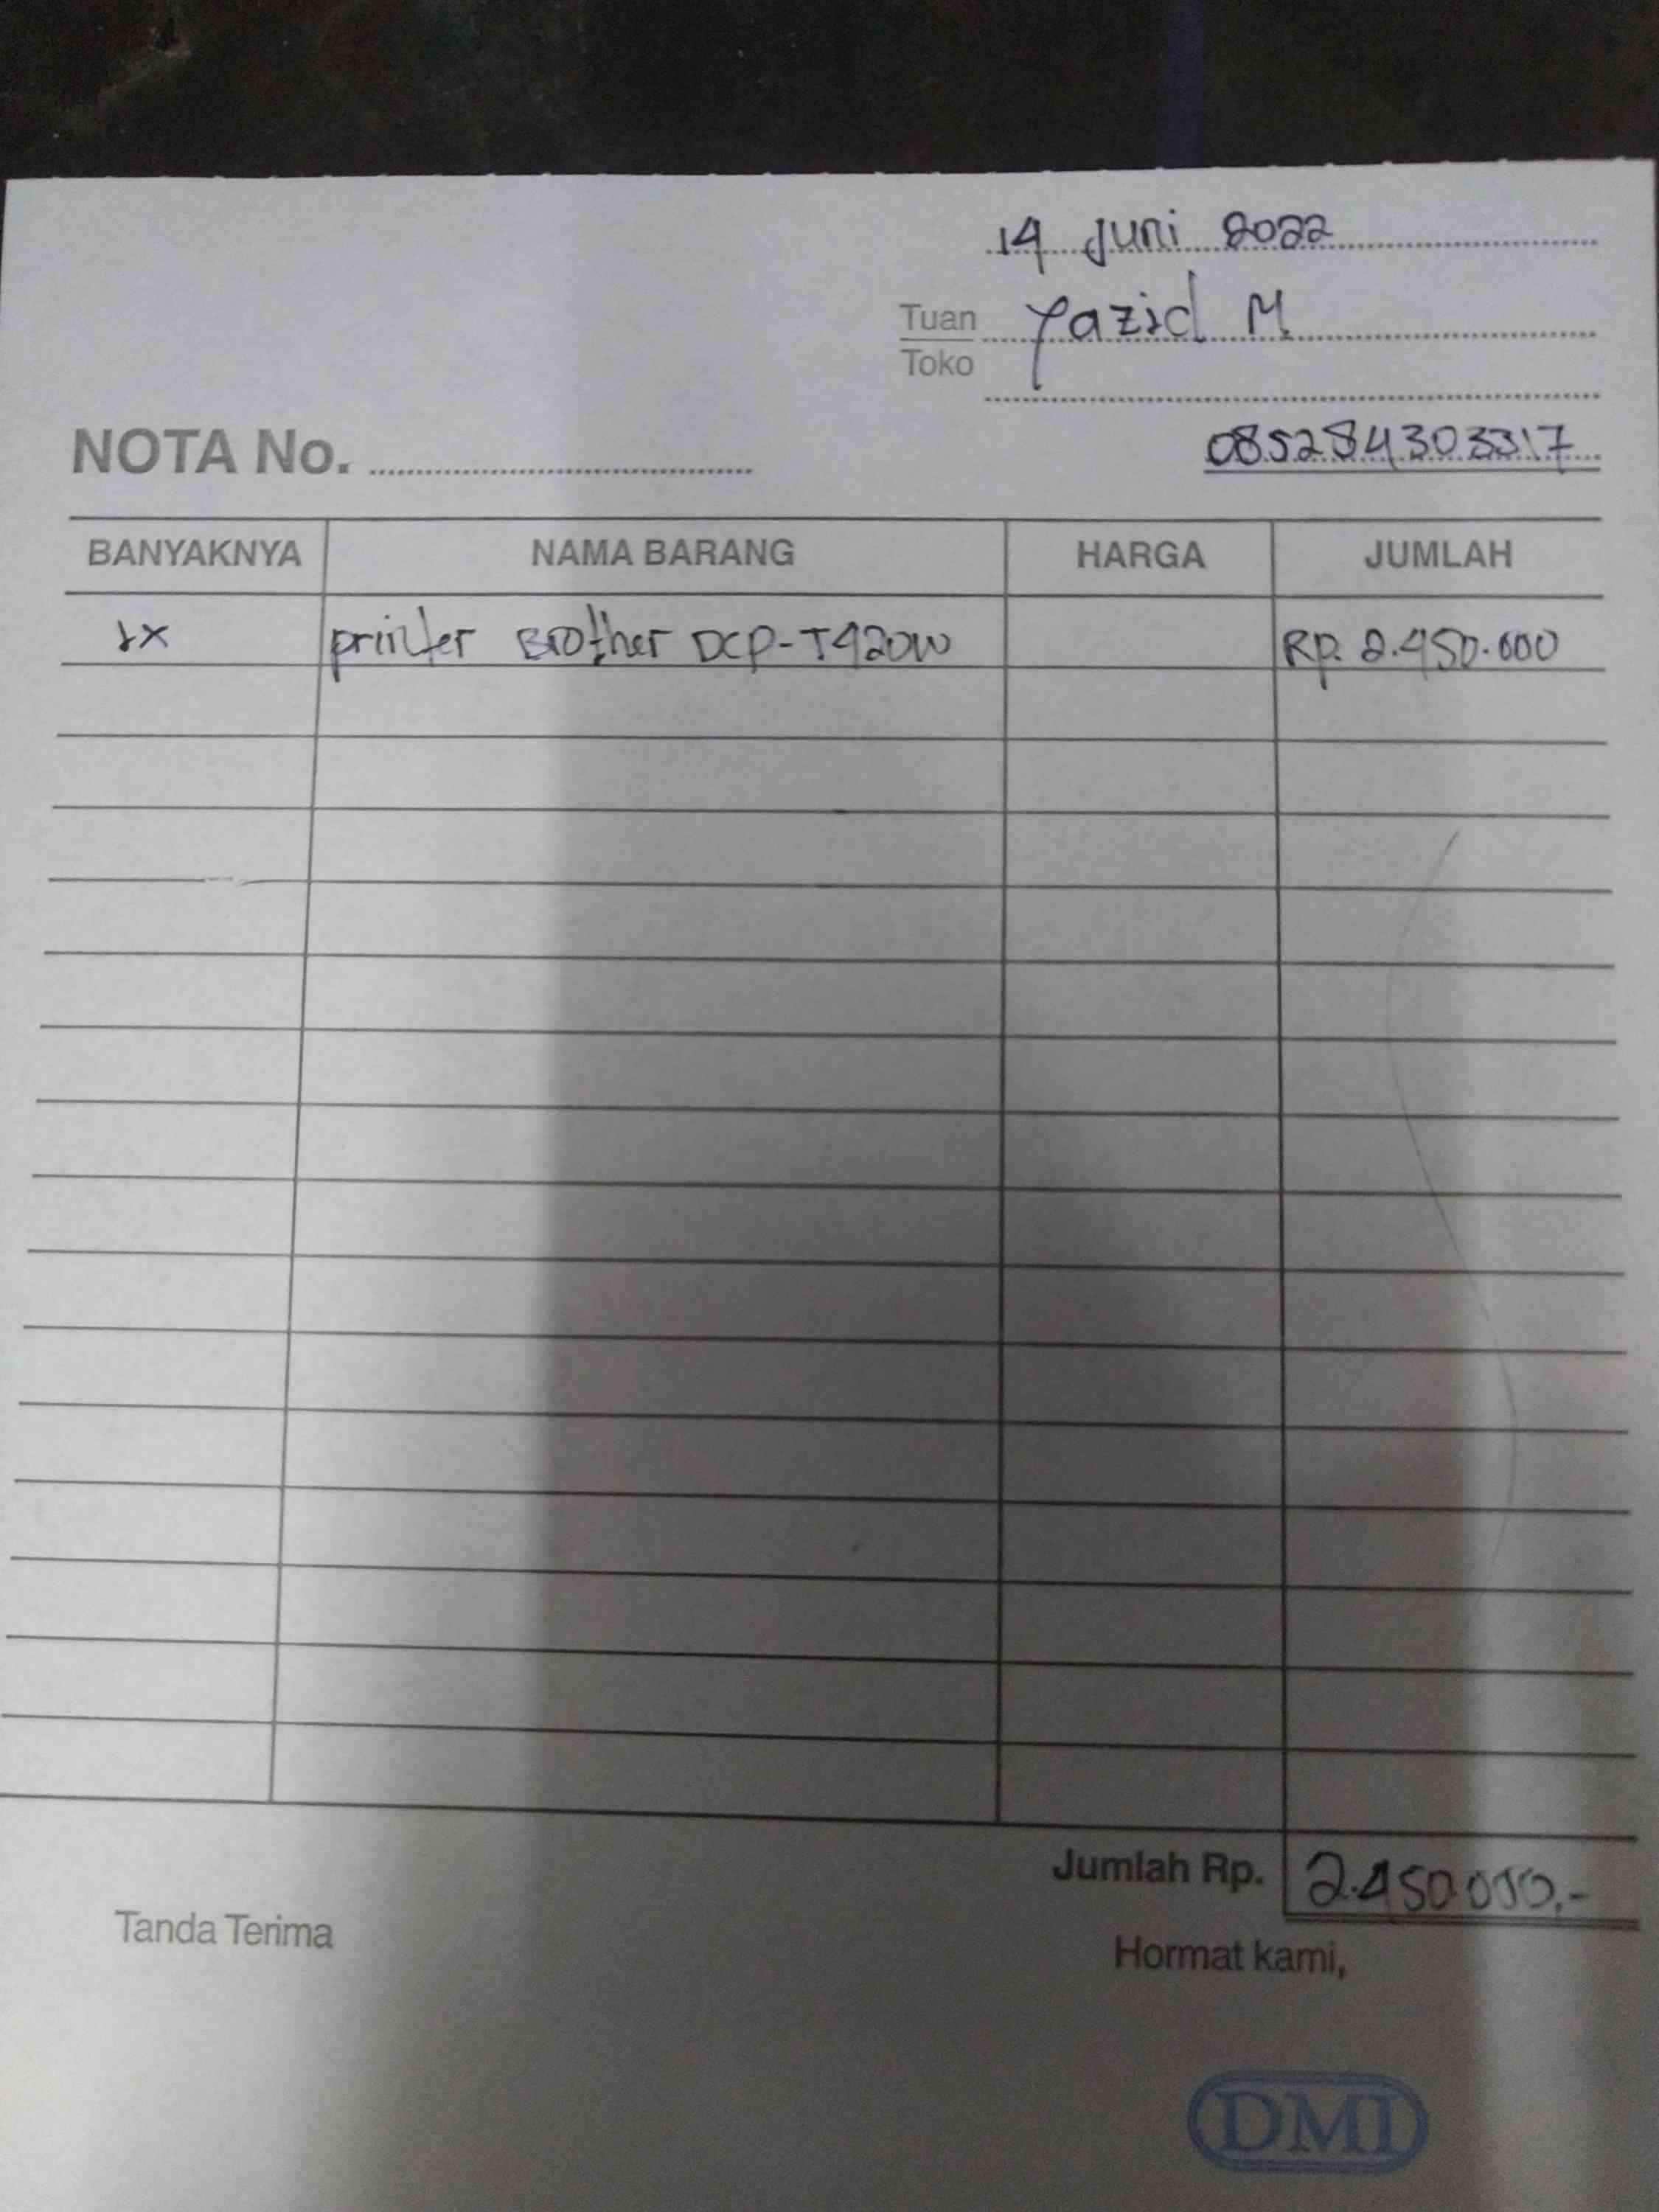 14 Juni 2022
Tuan Yazid M
Toko
NOTA No.
085284303317
BANYAKNYA NAMA BARANG HARGA JUMLAH
1x printer Brother DCP-T420W Rp. 2.450.000
Jumlah Rp. 2.450.000,-
Tanda Terima
Hormat kami,
DMI